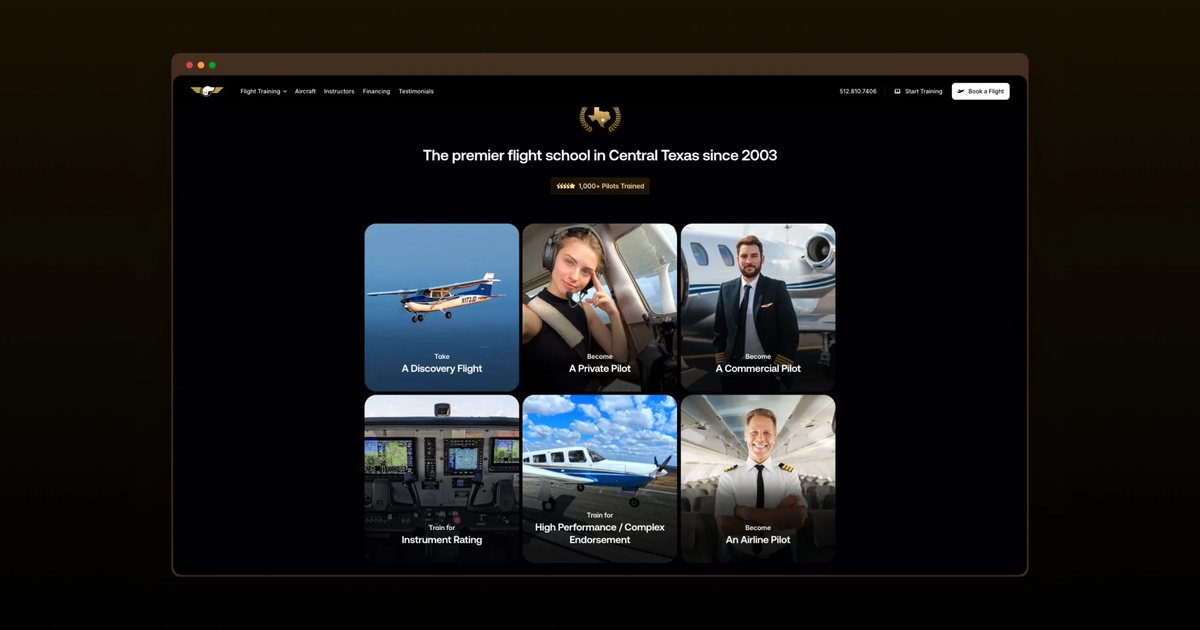 Flight Training
Aircraft
Instructors
Financing
Testimonials
512.810.7406
Start Training
Book a Flight
The premier flight school in Central Texas since 2003
1,000+ Pilots Trained
N172JD
Take
A Discovery Flight
Become
A Private Pilot
Become
A Commercial Pilot
Train for
Instrument Rating
Train for
High Performance / Complex
Endorsement
Become
An Airline Pilot